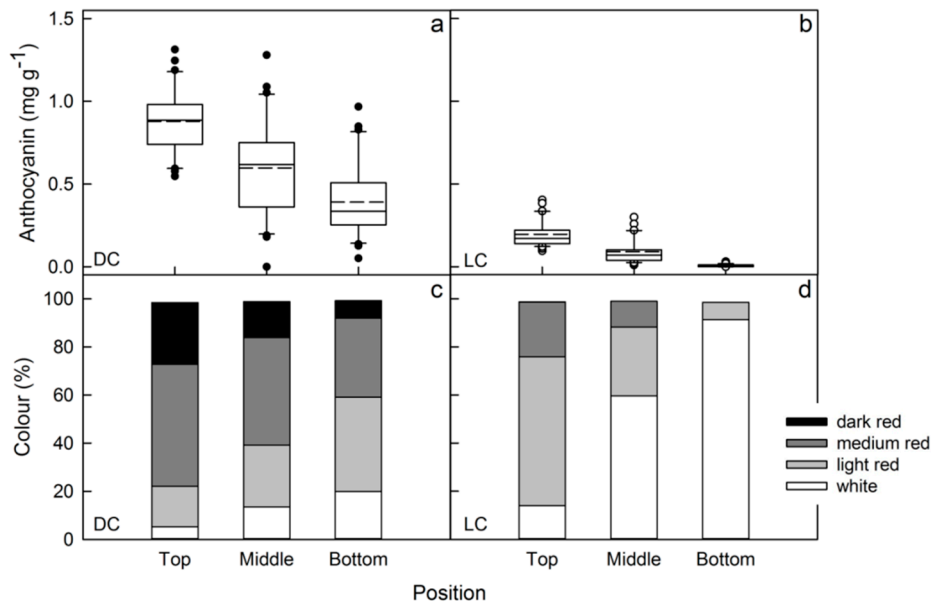 a
b
1.5
1.0
0.5
0.0
Anthocyanin (mg g-1)
DC
LC
c
d
100
80
60
40
20
0
Colour (%)
DC
LC
dark red
medium red
light red
white
Top Middle Bottom
Top Middle Bottom
Position